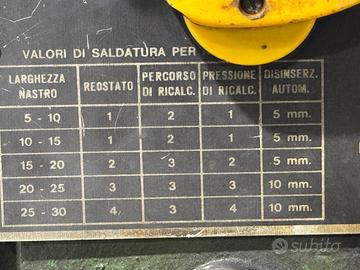 VALORI DI SALDATURA PER
LARGHEZZA NASTRO REOSTATO PERCORSO DI RICALC. PRESSIONE DI RICALC. DISINSERZ. AUTOM.
5 - 10 1 2 1 5 mm.
10 - 15 1 2 1 5 mm.
15 - 20 2 3 2 5 mm.
20 - 25 3 3 3 10 mm.
25 - 30 4 3 4 10 mm.
subito